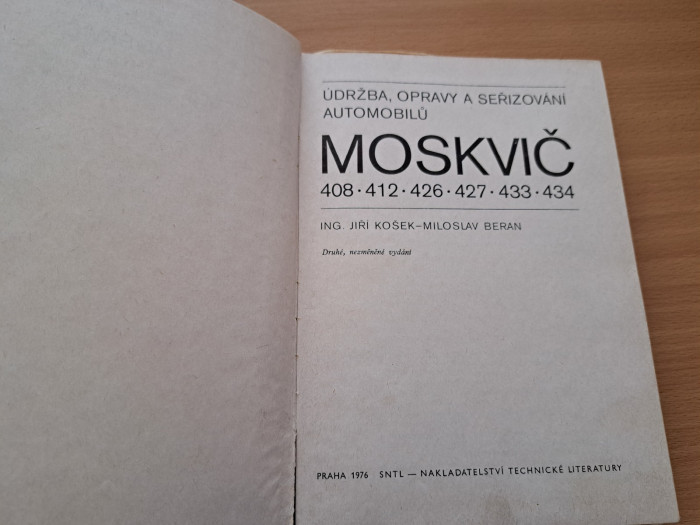 ÚDRŽBA, OPRAVY A SEŘIZOVÁNÍ
AUTOMOBILŮ
MOSKVIČ
408 · 412 · 426 · 427 · 433 · 434
ING. JIŘÍ KOŠEK–MILOSLAV BERAN
Druhé, nezměněné vydání
PRAHA 1976 SNTL — NAKLADATELSTVÍ TECHNICKÉ LITERATURY